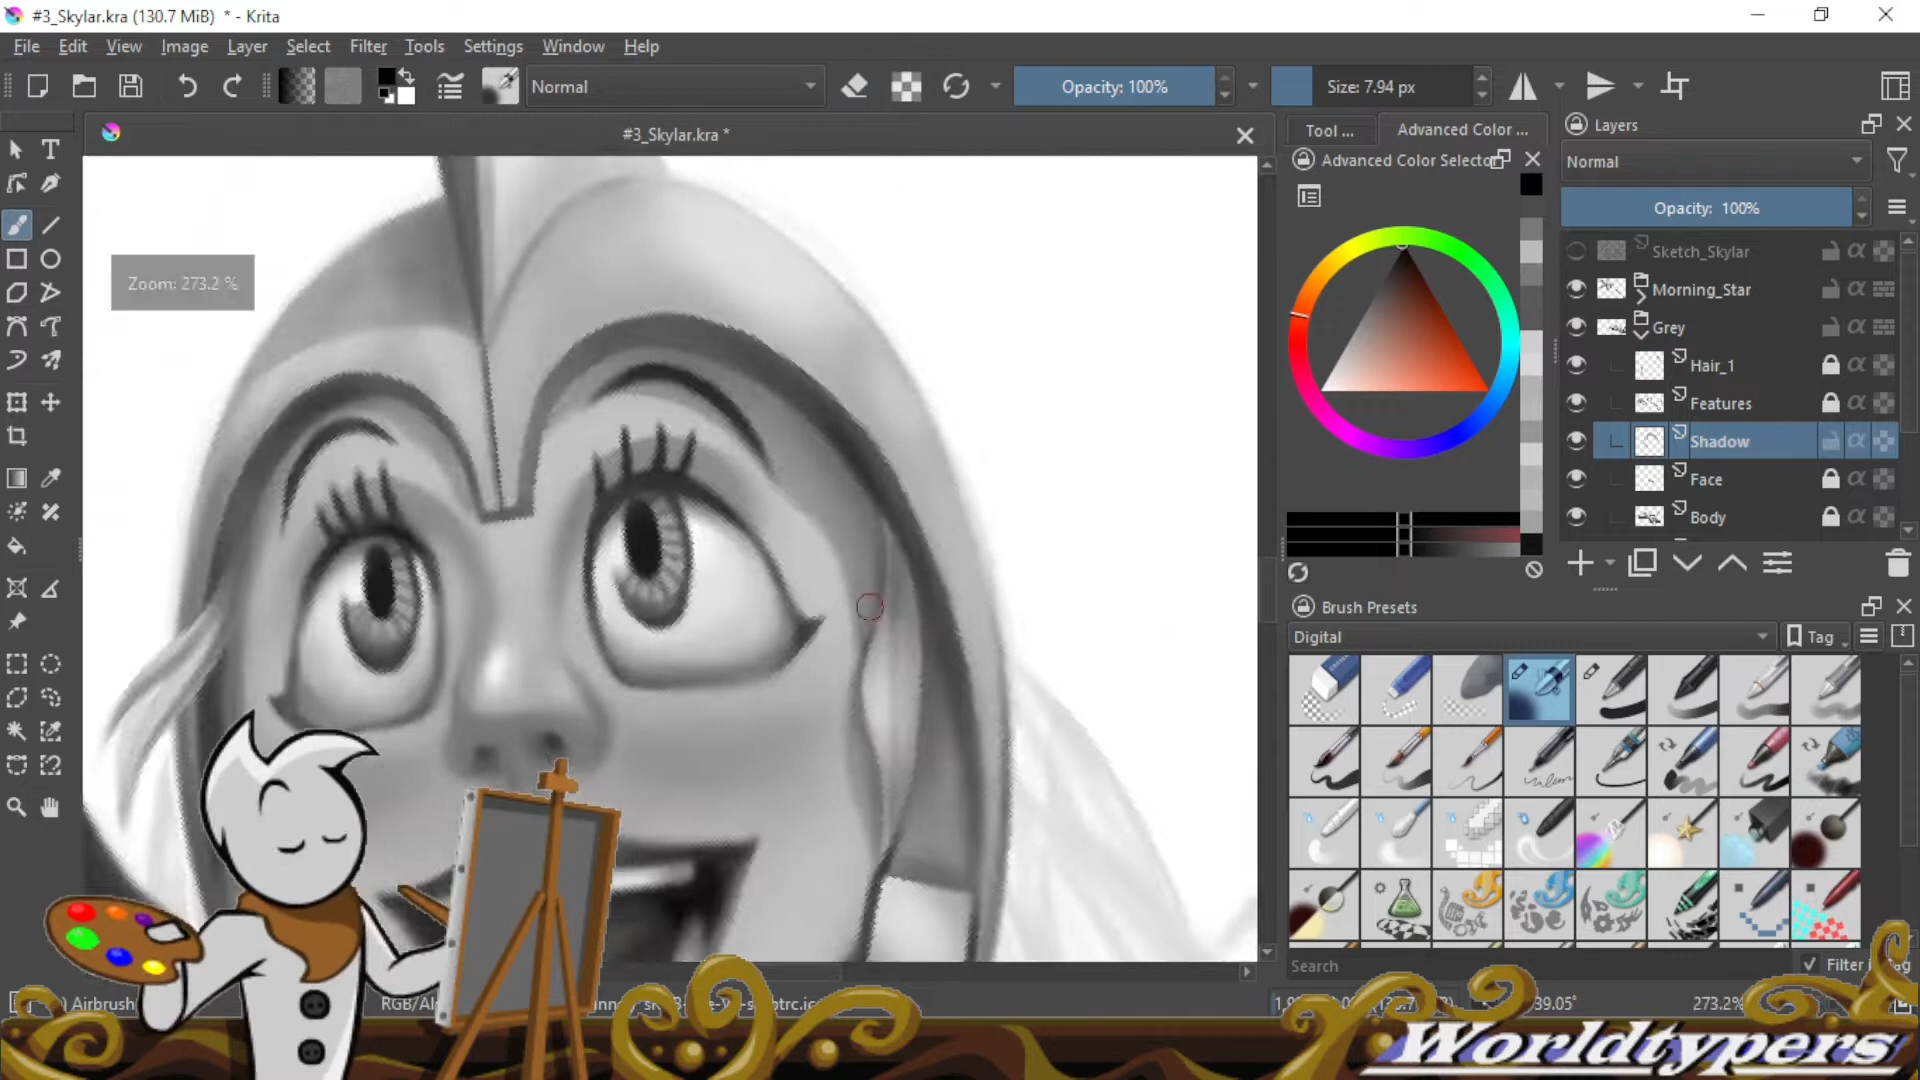 #3_Skylar.kra (130.7 MiB)  * - Krita
File Edit View Image Layer Select Filter Tools Settings Window Help
Normal
Opacity: 100%
Size: 7.94 px
#3_Skylar.kra *
Tool ...
Advanced Color ...
Layers
Advanced Color Selecto
Normal
Opacity:  100%
Zoom: 273.2 %
Sketch_Skylar
Morning_Star
Grey
Hair_1
Features
Shadow
Face
Body
Brush Presets
Digital
Tag
Search
Filter
Airbrush
RGB/Al
39.05°
273.2%
Worldtypers